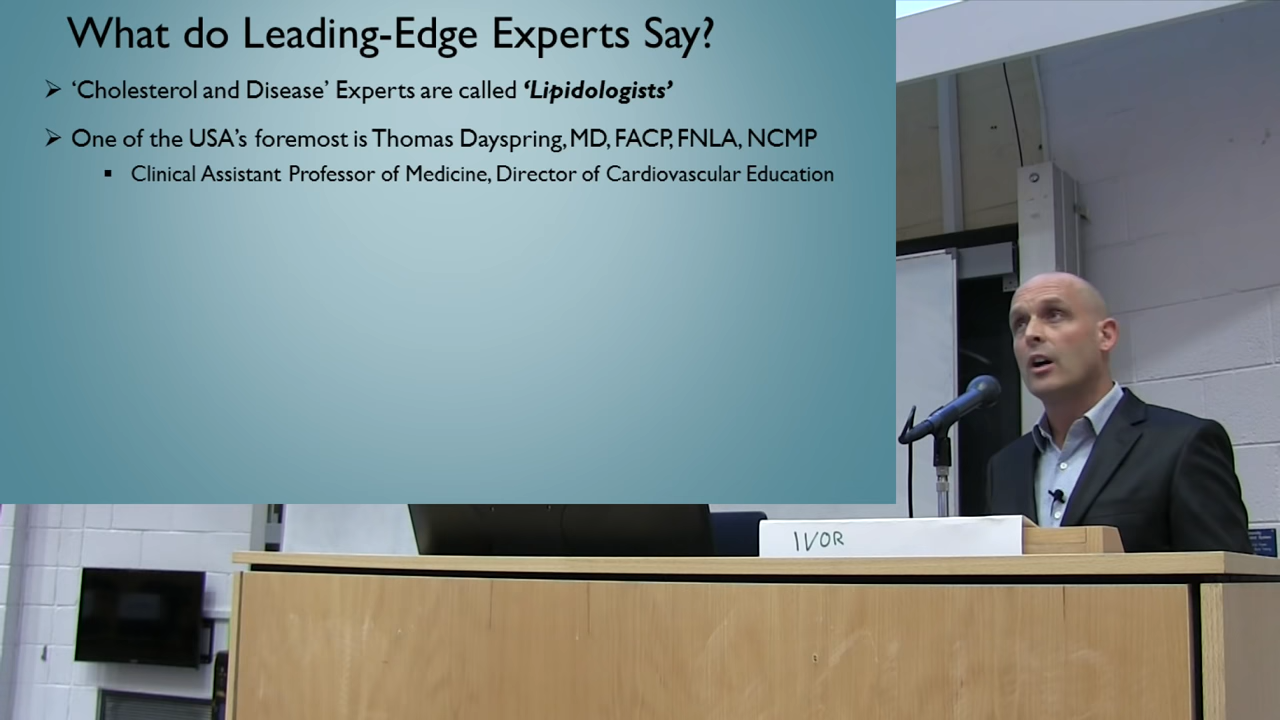 What do Leading-Edge Experts Say?
➢ ‘Cholesterol and Disease’ Experts are called ‘Lipidologists’
➢ One of the USA’s foremost is Thomas Dayspring, MD, FACP, FNLA, NCMP
▪ Clinical Assistant Professor of Medicine, Director of Cardiovascular Education
IVOR